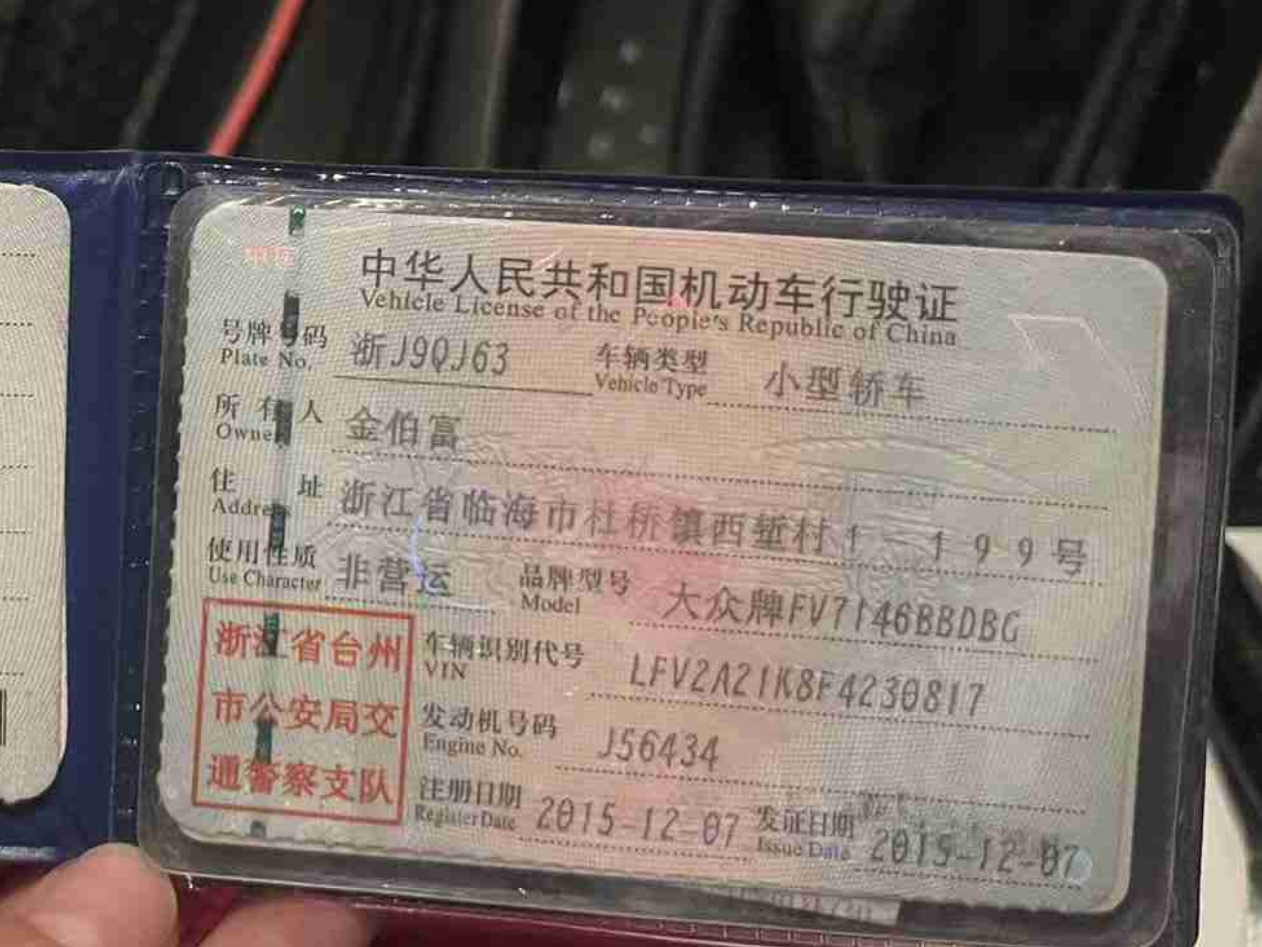 中华人民共和国机动车行驶证
Vehicle License of the People's Republic of China
号牌号码 浙J9QJ63 车辆类型 小型轿车
Plate No. Vehicle Type
所有人 金伯富
Owner
住址 浙江省临海市杜桥镇西堑村1-199号
Address
使用性质 非营运 品牌型号 大众牌FV7146BBDBG
Use Character Model
浙江省台州市公安局交通警察支队
车辆识别代号 LFV2A21K8F4230817
VIN
发动机号码 J56434
Engine No.
注册日期 2015-12-07 发证日期 2015-12-07
Register Date Issue Date